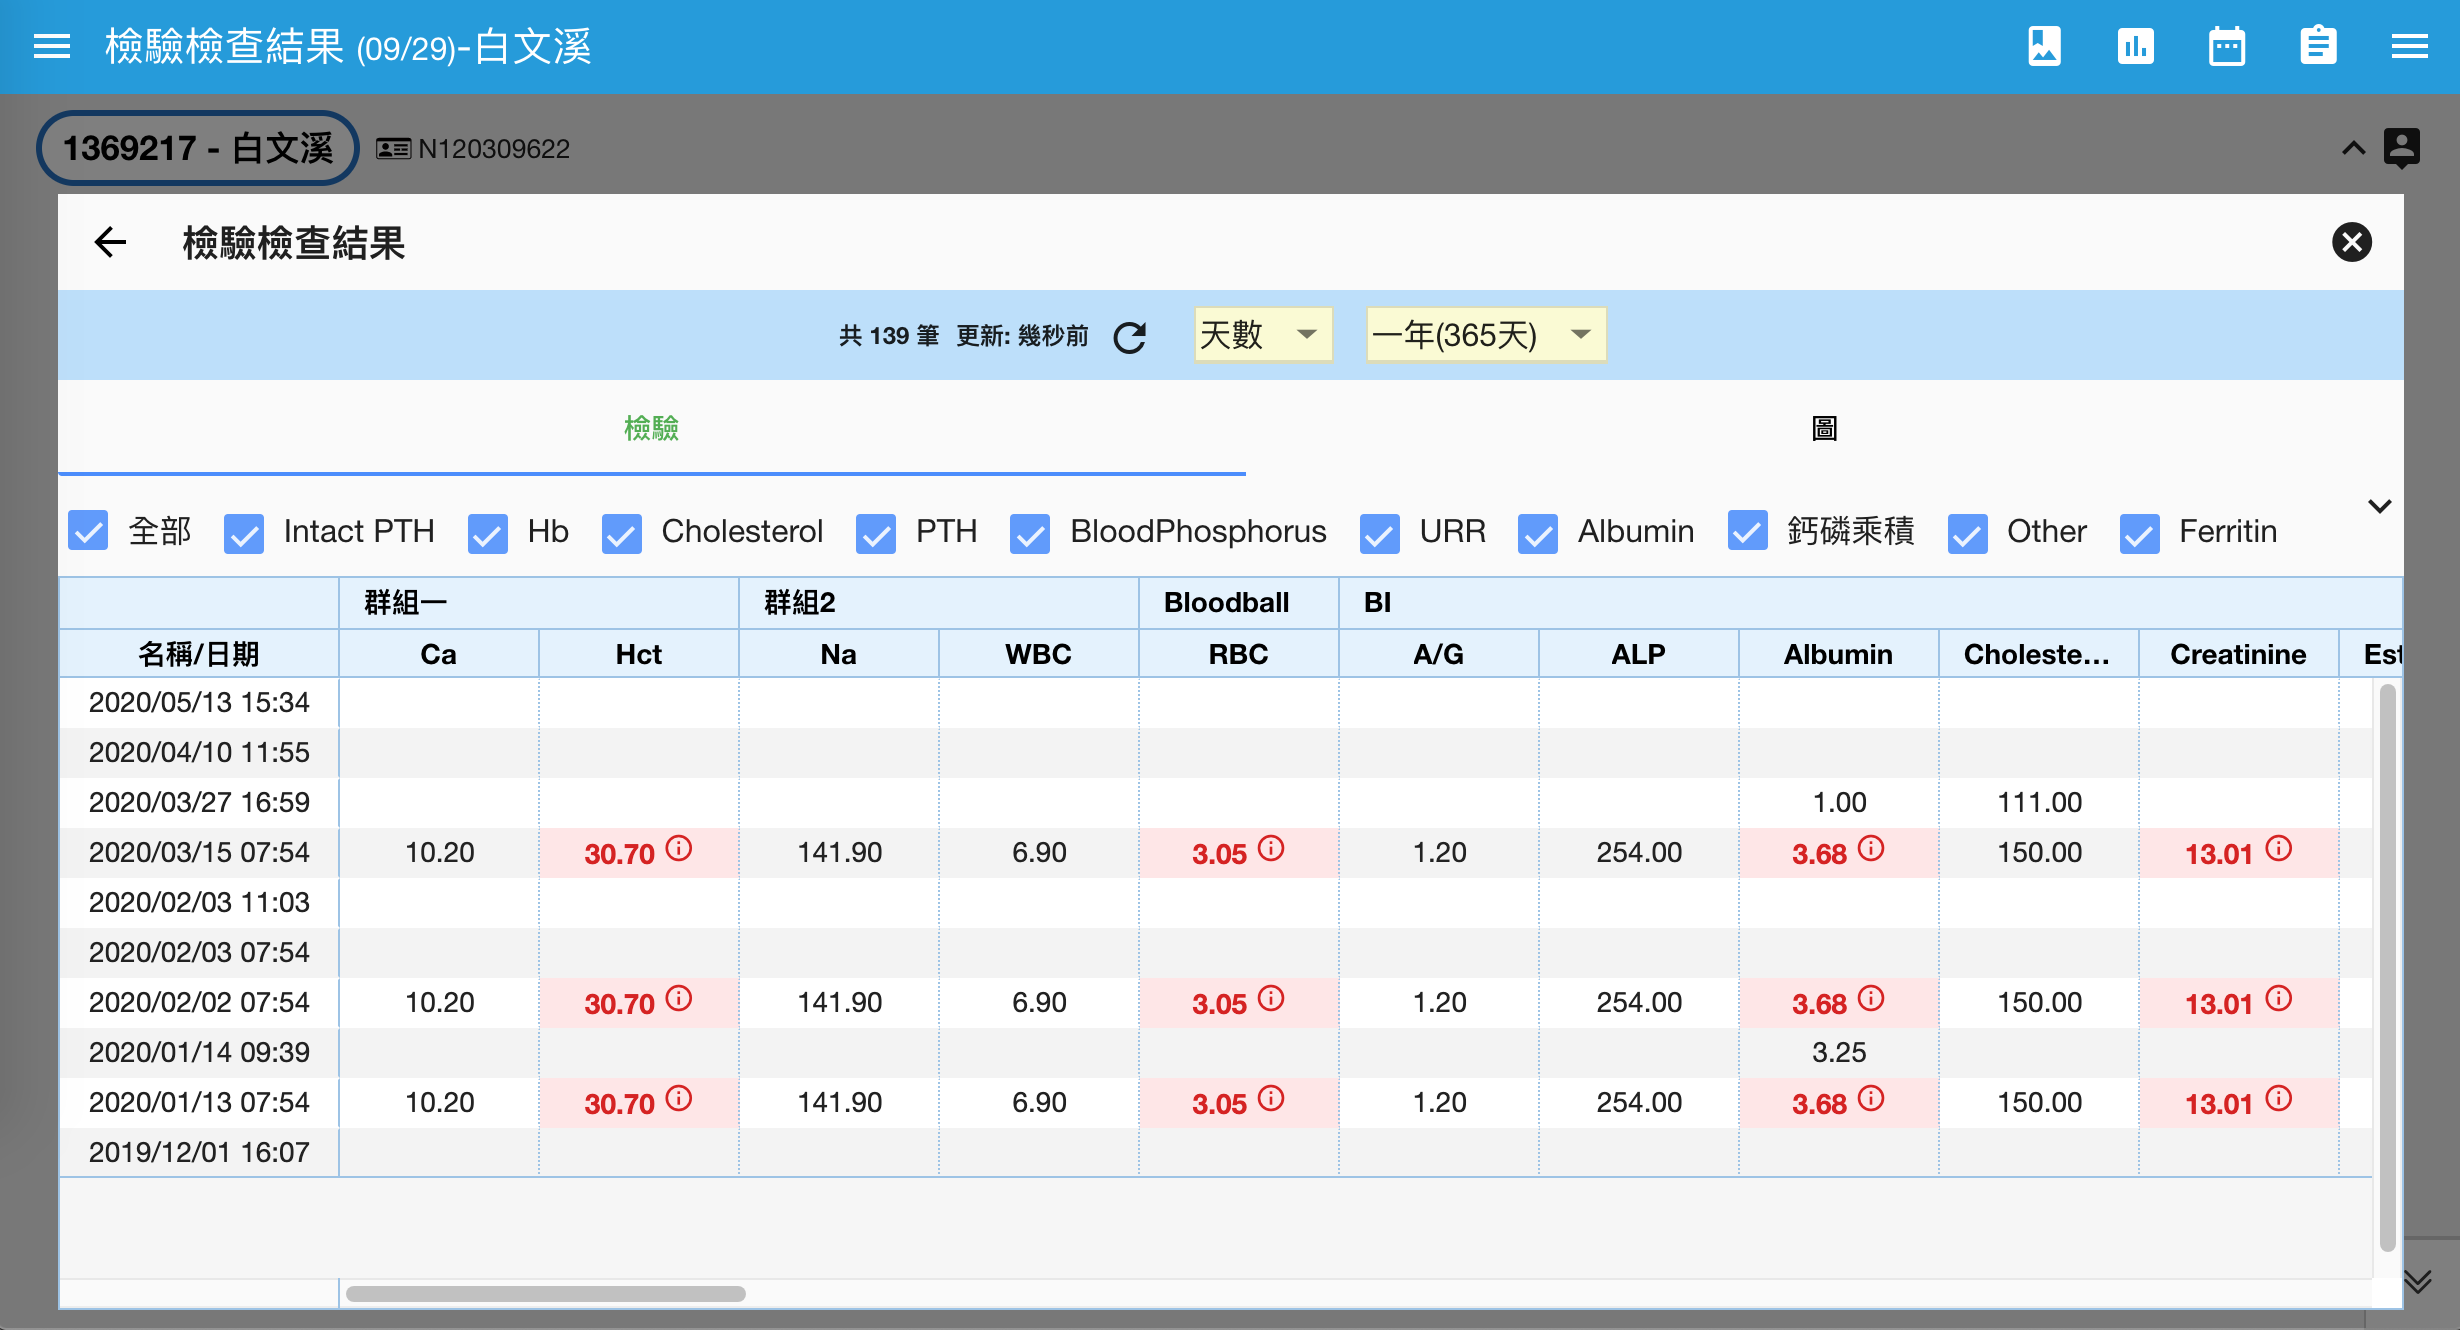 檢驗檢查結果 (09/29)-白文溪
1369217 - 白文溪 N120309622
檢驗檢查結果
共 139 筆 更新: 幾秒前 天數 一年(365天)
檢驗 圖
全部 Intact PTH Hb Cholesterol PTH BloodPhosphorus URR Albumin 鈣磷乘積 Other Ferritin
群組一 群組2 Bloodball BI
名稱/日期 Ca Hct Na WBC RBC A/G ALP Albumin Choleste... Creatinine Est
2020/05/13 15:34
2020/04/10 11:55
2020/03/27 16:59 1.00 111.00
2020/03/15 07:54 10.20 30.70 141.90 6.90 3.05 1.20 254.00 3.68 150.00 13.01
2020/02/03 11:03
2020/02/03 07:54
2020/02/02 07:54 10.20 30.70 141.90 6.90 3.05 1.20 254.00 3.68 150.00 13.01
2020/01/14 09:39 3.25
2020/01/13 07:54 10.20 30.70 141.90 6.90 3.05 1.20 254.00 3.68 150.00 13.01
2019/12/01 16:07